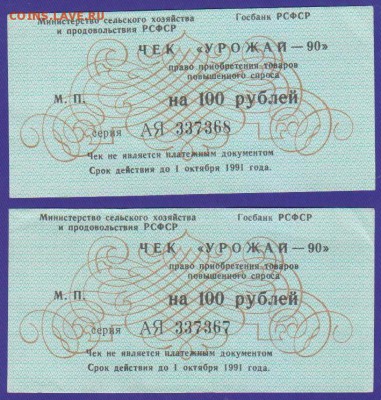 COINS.LAVE.RU
Министерство сельского хозяйства Госбанк РСФСР
и продовольствия РСФСР
ЧЕК «УРОЖАЙ—90»
право приобретения товаров
повышенного спроса
М. П. на 100 рублей
серия АЯ 337368
Чек не является платежным документом
Срок действия до 1 октября 1991 года.
Министерство сельского хозяйства Госбанк РСФСР
и продовольствия РСФСР
ЧЕК «УРОЖАЙ—90»
право приобретения товаров
повышенного спроса
М. П. на 100 рублей
серия АЯ 337367
Чек не является платежным документом
Срок действия до 1 октября 1991 года.